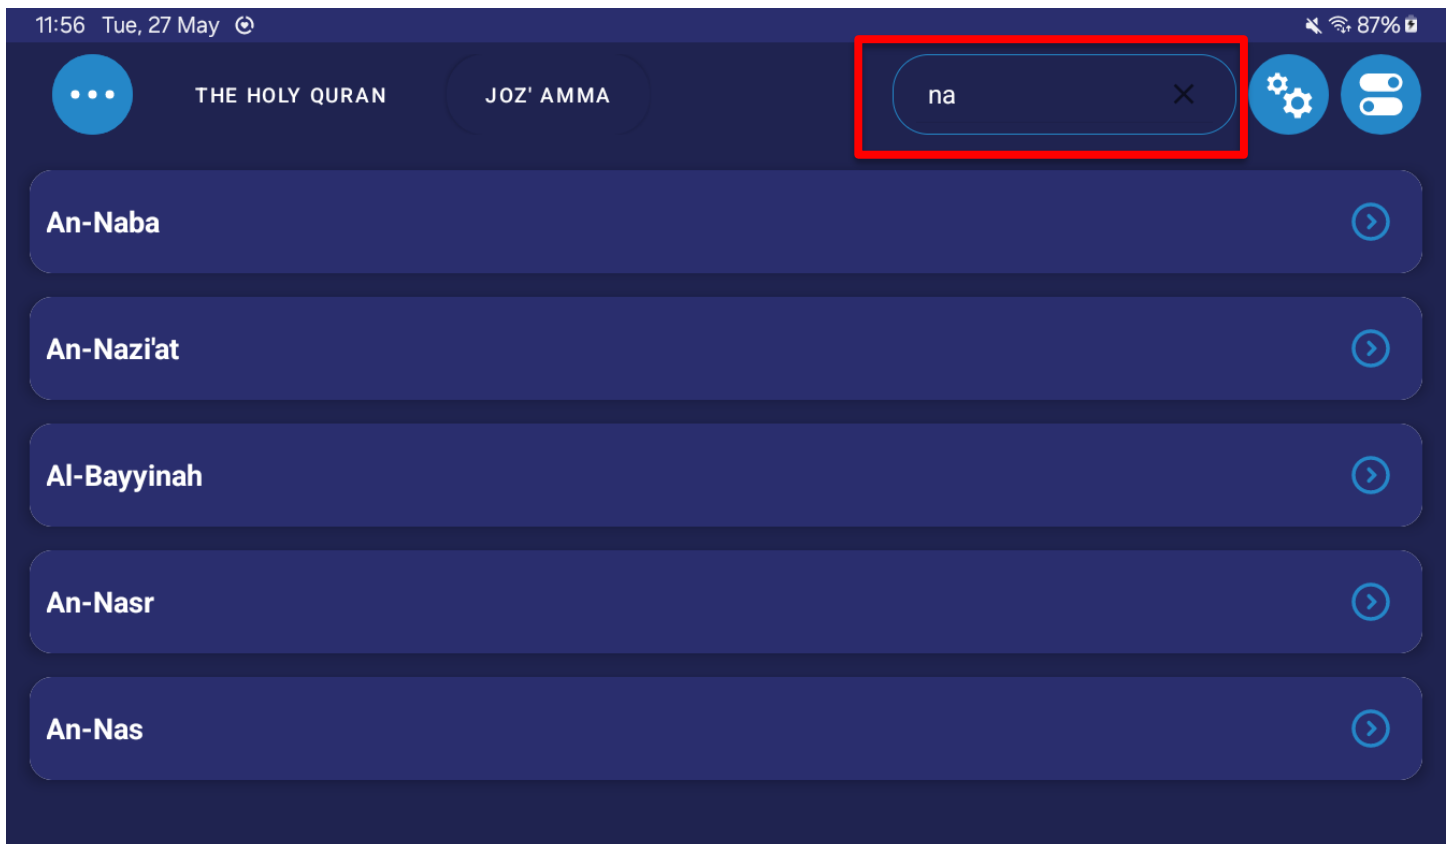 11:56 Tue, 27 May 87%
THE HOLY QURAN JOZ' AMMA na
An-Naba
An-Nazi'at
Al-Bayyinah
An-Nasr
An-Nas